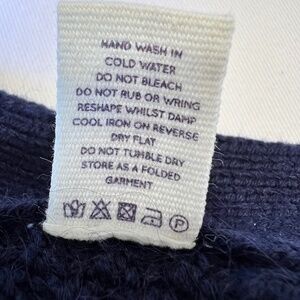 HAND WASH IN
COLD WATER
DO NOT BLEACH
DO NOT RUB OR WRING
RESHAPE WHILST DAMP
COOL IRON ON REVERSE
DRY FLAT
DO NOT TUMBLE DRY
STORE AS A FOLDED
GARMENT
P